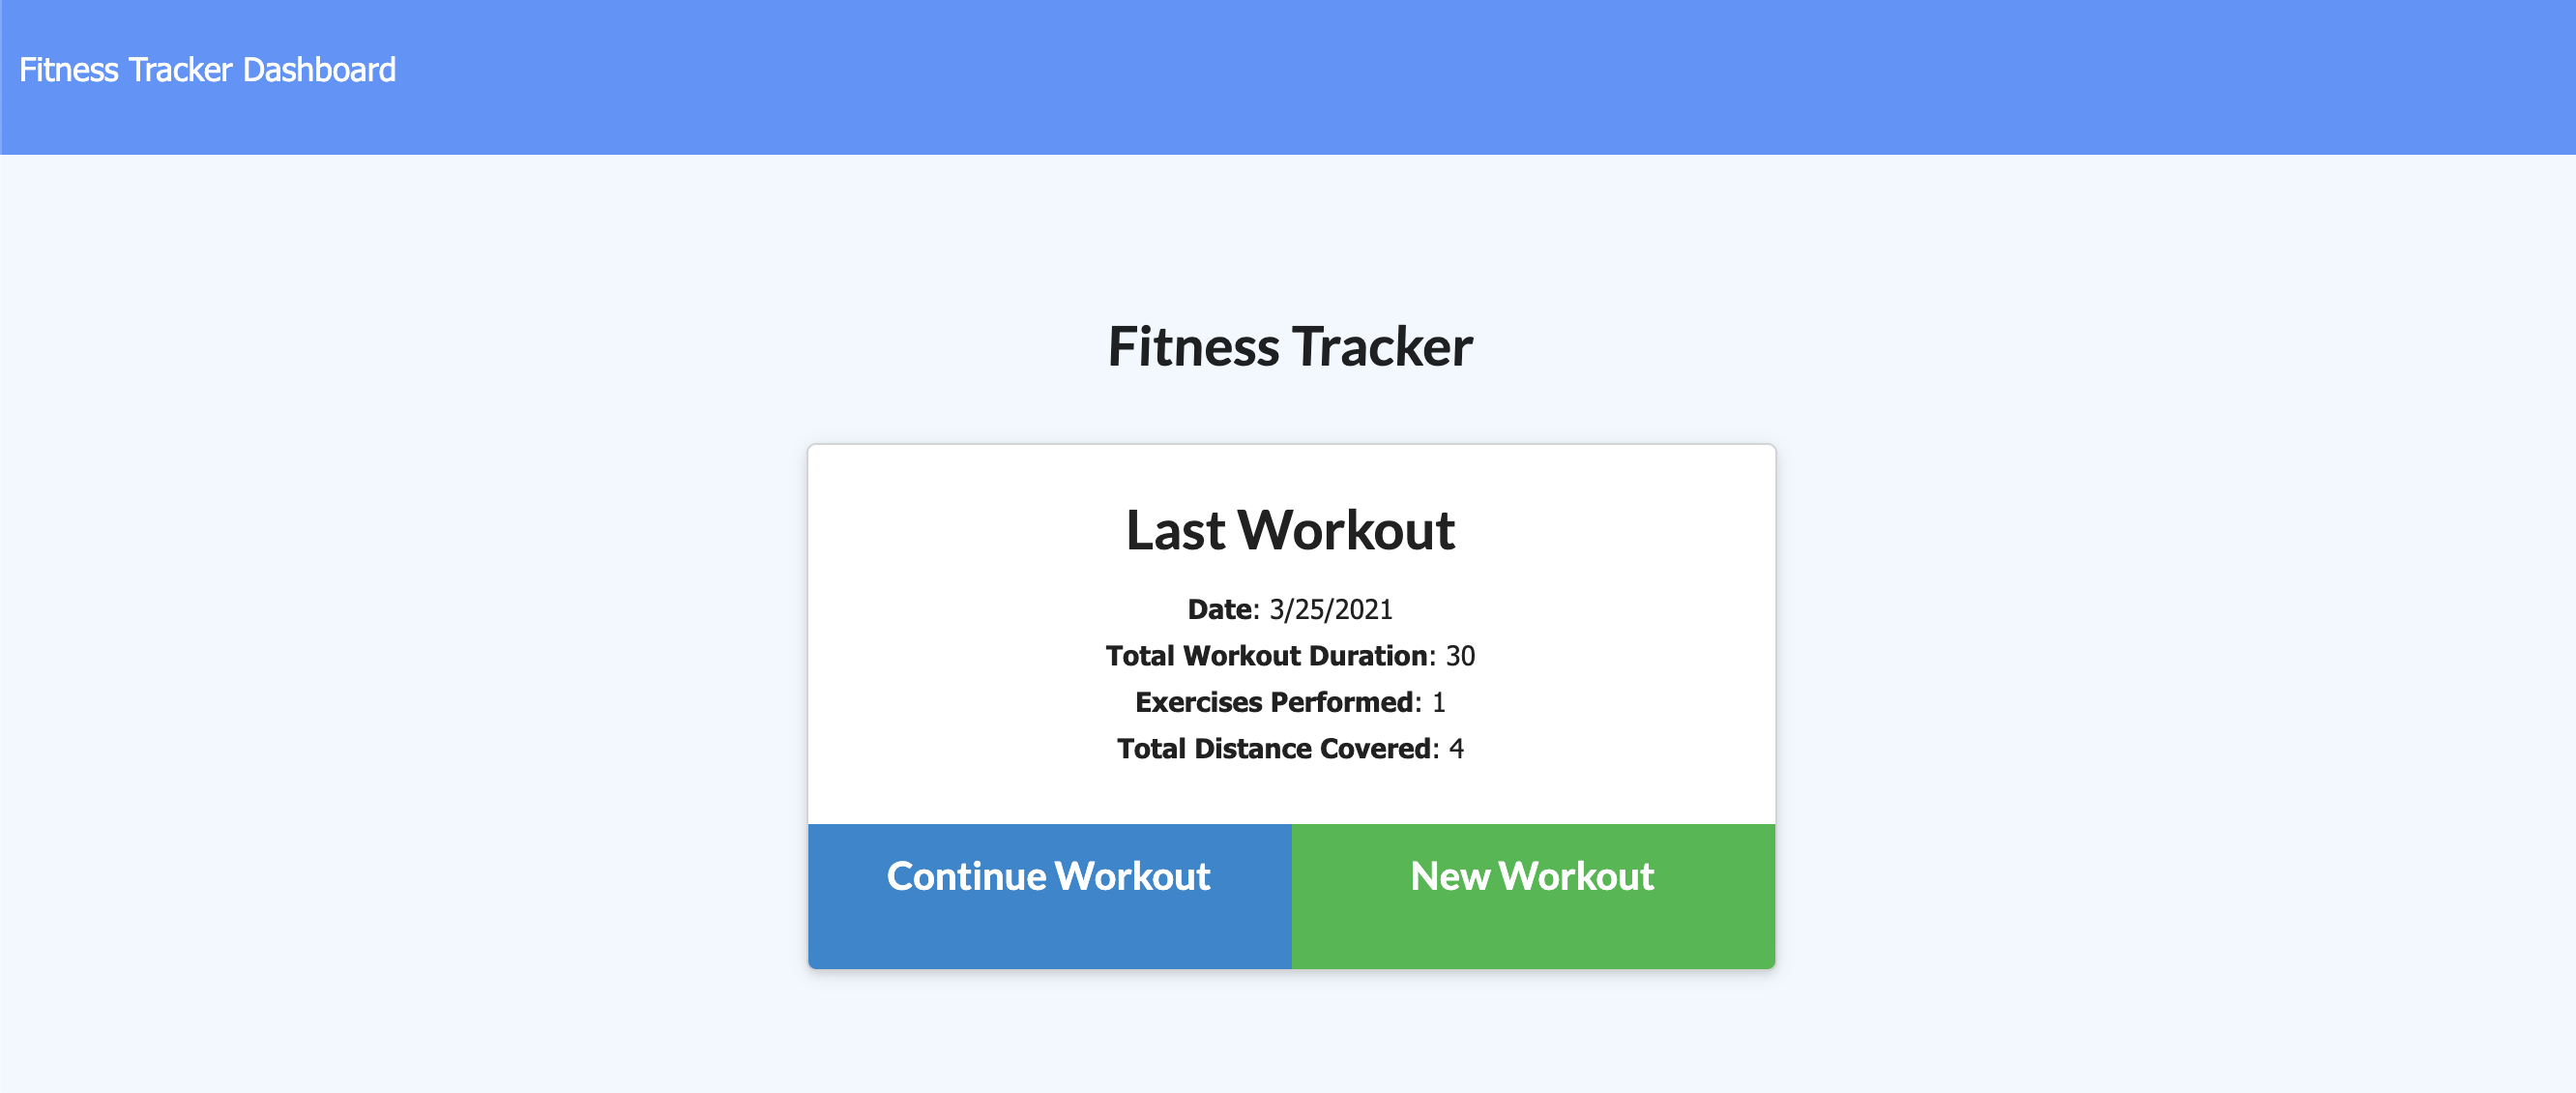 Fitness Tracker Dashboard
Fitness Tracker
Last Workout
Date: 3/25/2021
Total Workout Duration: 30
Exercises Performed: 1
Total Distance Covered: 4
Continue Workout
New Workout